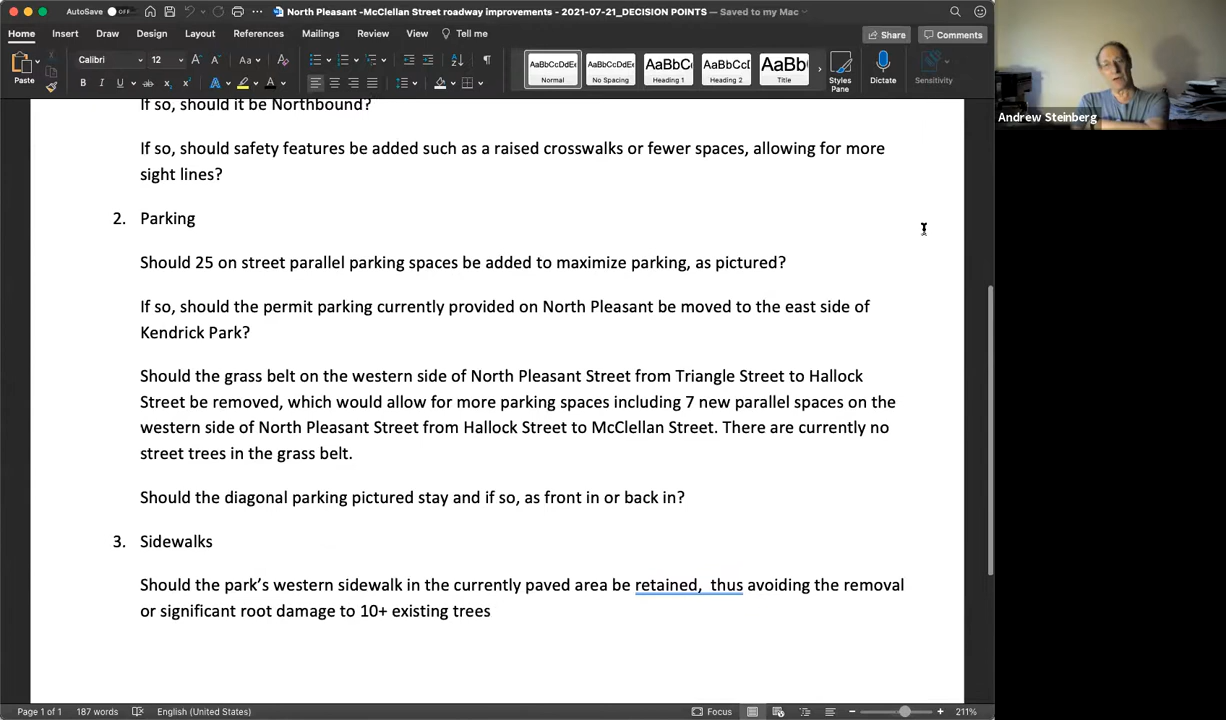 AutoSave OFF
North Pleasant -McClellan Street roadway improvements - 2021-07-21_DECISION POINTS — Saved to my Mac
Home Insert Draw Design Layout References Mailings Review View Tell me
Share Comments
Paste
Calibri 12
Aa
B I U ab x₂ x² A A
AaBbCcDdEe AaBbCcDdEe AaBbCc AaBbCcD AaBb
Normal No Spacing Heading 1 Heading 2 Title
Styles Pane
Dictate
Sensitivity
Andrew Steinberg
If so, should it be Northbound?
If so, should safety features be added such as a raised crosswalks or fewer spaces, allowing for more
sight lines?
2. Parking
Should 25 on street parallel parking spaces be added to maximize parking, as pictured?
If so, should the permit parking currently provided on North Pleasant be moved to the east side of
Kendrick Park?
Should the grass belt on the western side of North Pleasant Street from Triangle Street to Hallock
Street be removed, which would allow for more parking spaces including 7 new parallel spaces on the
western side of North Pleasant Street from Hallock Street to McClellan Street. There are currently no
street trees in the grass belt.
Should the diagonal parking pictured stay and if so, as front in or back in?
3. Sidewalks
Should the park’s western sidewalk in the currently paved area be retained,  thus avoiding the removal
or significant root damage to 10+ existing trees
Page 1 of 1 187 words English (United States) Focus 211%